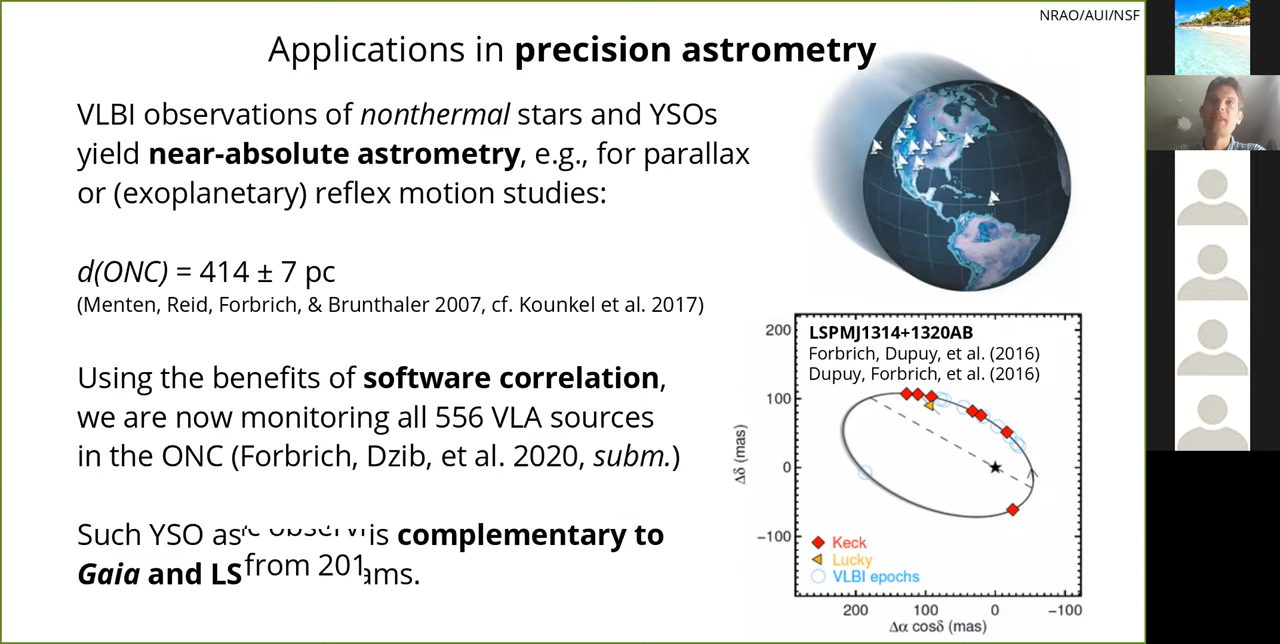 NRAO/AUI/NSF
Applications in precision astrometry
VLBI observations of nonthermal stars and YSOs
yield near-absolute astrometry, e.g., for parallax
or (exoplanetary) reflex motion studies:
d(ONC) = 414 ± 7 pc
(Menten, Reid, Forbrich, & Brunthaler 2007, cf. Kounkel et al. 2017)
Using the benefits of software correlation,
we are now monitoring all 556 VLA sources
in the ONC (Forbrich, Dzib, et al. 2020, subm.)
Such YSO is complementary to
Gaia and from 201
LSPMJ1314+1320AB
Forbrich, Dupuy, et al. (2016)
Dupuy, Forbrich, et al. (2016)
200
100
0
−100
Δδ (mas)
Keck
Lucky
VLBI epochs
200 100 0 −100
Δα cosδ (mas)